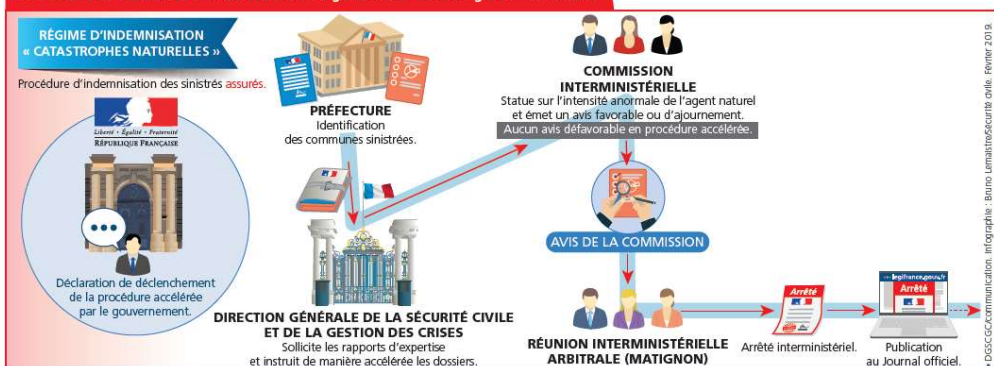 RÉGIME D'INDEMNISATION
« CATASTROPHES NATURELLES »
Procédure d'indemnisation des sinistrés assurés.
Liberté • Égalité • Fraternité
RÉPUBLIQUE FRANÇAISE
Déclaration de déclenchement
de la procédure accélérée
par le gouvernement.
PRÉFECTURE
Identification
des communes sinistrées.
DIRECTION GÉNÉRALE DE LA SÉCURITÉ CIVILE
ET DE LA GESTION DES CRISES
Sollicite les rapports d'expertise
et instruit de manière accélérée les dossiers.
COMMISSION
INTERMINISTÉRIELLE
Statue sur l'intensité anormale de l'agent naturel
et émet un avis favorable ou d'ajournement.
Aucun avis défavorable en procédure accélérée.
AVIS DE LA COMMISSION
RÉUNION INTERMINISTÉRIELLE
ARBITRALE (MATIGNON)
Arrêté
Arrêté interministériel.
legifrance.gouv.fr
Arrêté
Publication
au Journal officiel.
• DGSCGC/communication. Infographie : Bruno Lemaistre/Sécurité civile. Février 2019.